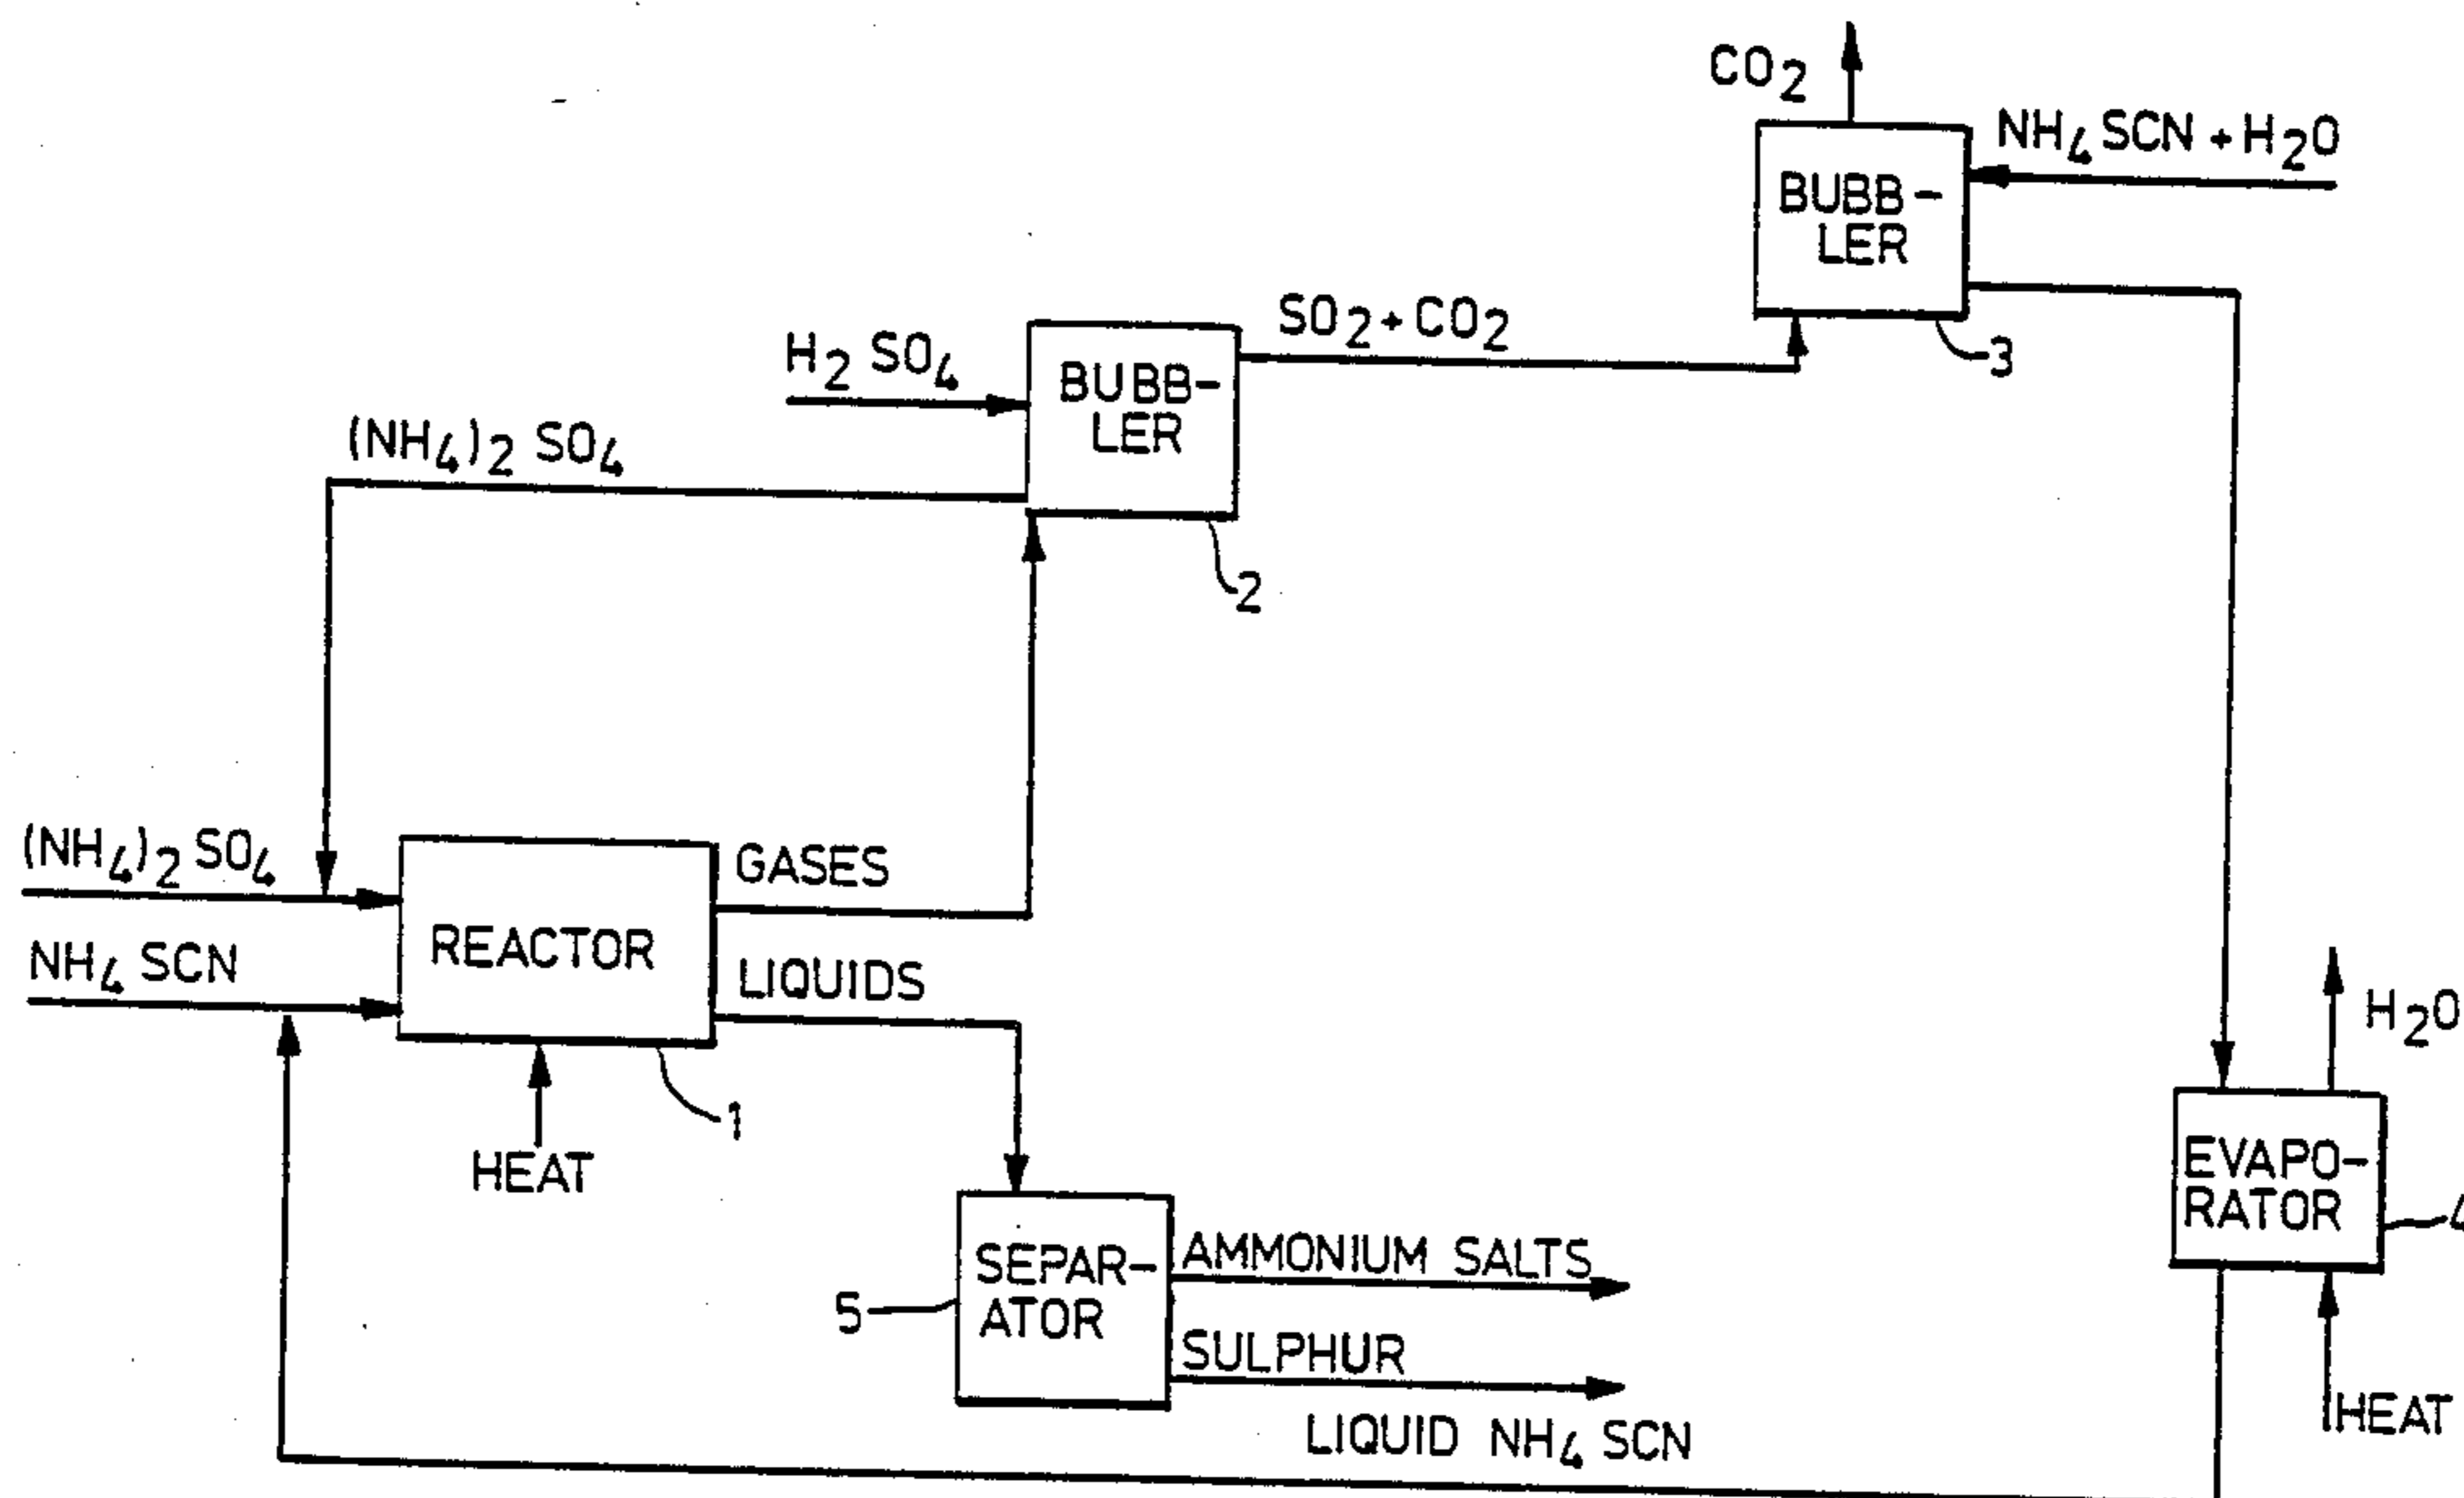 CO2
NH4SCN + H2O
BUBB-
LER
3
SO2+CO2
H2 SO4
BUBB-
LER
2
(NH4)2 SO4
(NH4)2 SO4
NH4 SCN
REACTOR
GASES
LIQUIDS
1
HEAT
H2O
EVAPO-
RATOR
4
HEAT
SEPAR-
ATOR
5
AMMONIUM SALTS
SULPHUR
LIQUID NH4 SCN